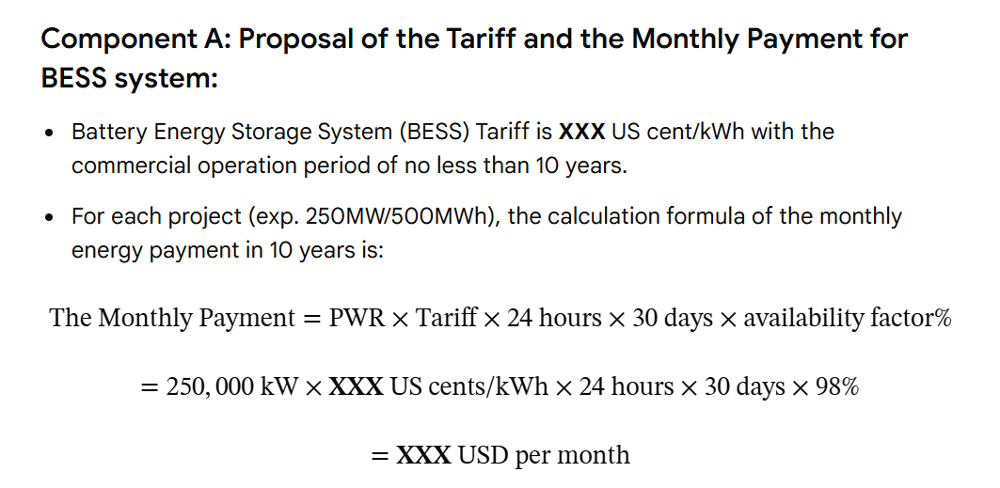 Component A: Proposal of the Tariff and the Monthly Payment for
BESS system:
• Battery Energy Storage System (BESS) Tariff is XXX US cent/kWh with the
commercial operation period of no less than 10 years.
• For each project (exp. 250MW/500MWh), the calculation formula of the monthly
energy payment in 10 years is:
The Monthly Payment = PWR × Tariff × 24 hours × 30 days × availability factor%
= 250, 000 kW × XXX US cents/kWh × 24 hours × 30 days × 98%
= XXX USD per month